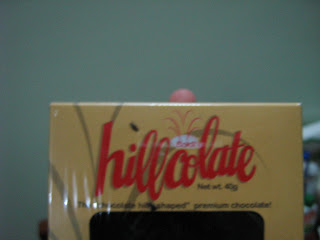 hillcolate
Net wt. 40g
The "chocolate hills shaped" premium chocolate!